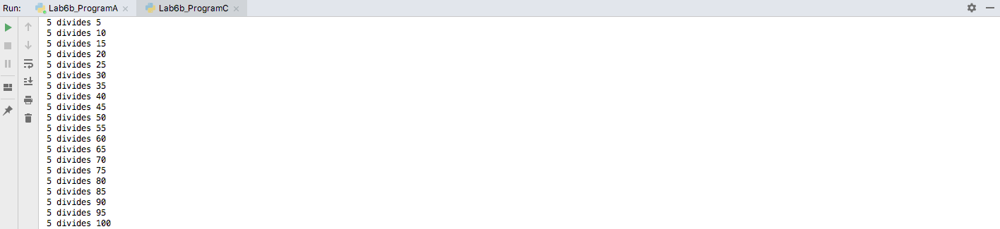 Run: Lab6b_ProgramA Lab6b_ProgramC
5 divides 5
5 divides 10
5 divides 15
5 divides 20
5 divides 25
5 divides 30
5 divides 35
5 divides 40
5 divides 45
5 divides 50
5 divides 55
5 divides 60
5 divides 65
5 divides 70
5 divides 75
5 divides 80
5 divides 85
5 divides 90
5 divides 95
5 divides 100